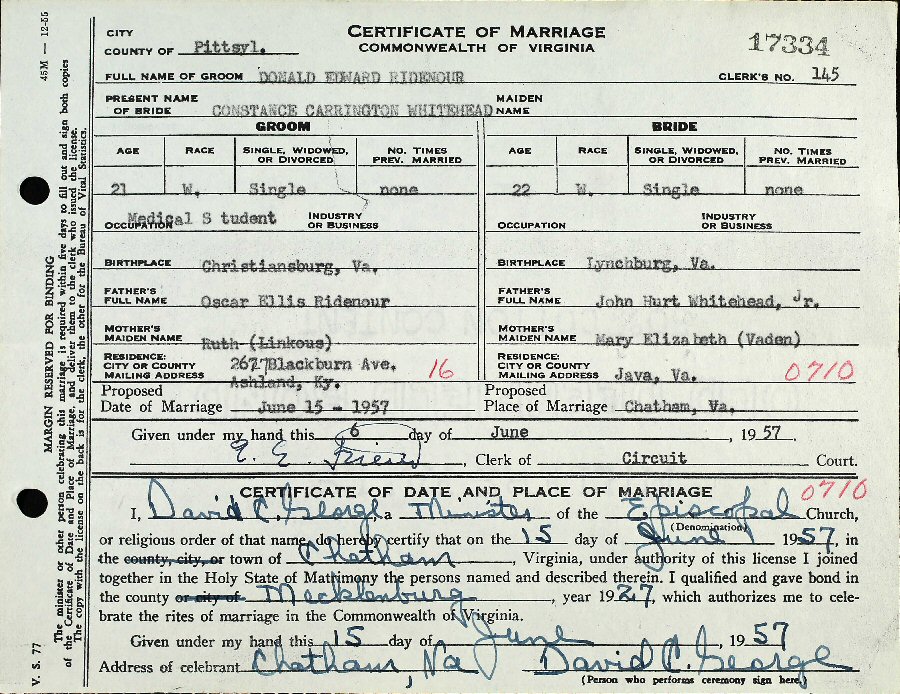 CERTIFICATE OF MARRIAGE
COMMONWEALTH OF VIRGINIA
17334
CITY
COUNTY OF Pittsyl.
FULL NAME OF GROOM DONALD EDWARD RIDENOUR CLERK'S NO. 145
PRESENT NAME OF BRIDE CONSTANCE CARRINGTON WHITEHEAD MAIDEN NAME
GROOM BRIDE
AGE RACE SINGLE, WIDOWED, OR DIVORCED NO. TIMES PREV. MARRIED AGE RACE SINGLE, WIDOWED, OR DIVORCED NO. TIMES PREV. MARRIED
21 W. Single none 22 W. Single none
OCCUPATION Medical S tudent INDUSTRY OR BUSINESS OCCUPATION INDUSTRY OR BUSINESS
BIRTHPLACE Christiansburg, Va. BIRTHPLACE Lynchburg, Va.
FATHER'S FULL NAME Oscar Ellis Ridenour FATHER'S FULL NAME John Hurt Whitehead, Jr.
MOTHER'S MAIDEN NAME Ruth (Linkous) MOTHER'S MAIDEN NAME Mary Elizabeth (Vaden)
RESIDENCE: CITY OR COUNTY MAILING ADDRESS 2677 Blackburn Ave. Ashland, Ky. 16 RESIDENCE: CITY OR COUNTY MAILING ADDRESS Java, Va. 0710
Proposed Date of Marriage June 15 - 1957 Proposed Place of Marriage Chatham, Va.
Given under my hand this 6 day of June , 1957 .
E. E. Friend , Clerk of Circuit Court.
CERTIFICATE OF DATE AND PLACE OF MARRIAGE 0710
I, David C. George, a Minister of the Episcopal Church,
(Denomination)
or religious order of that name, do hereby certify that on the 15 day of June 1957, in
the county, city, or town of Chatham , Virginia, under authority of this license I joined
together in the Holy State of Matrimony the persons named and described therein. I qualified and gave bond in
the county or city of Mecklenburg , year 1927, which authorizes me to cele-
brate the rites of marriage in the Commonwealth of Virginia.
Given under my hand this 15 day of June , 1957
Address of celebrant Chatham, Va David C. George
(Person who performs ceremony sign here.)
45M — 12-55
MARGIN RESERVED FOR BINDING
The minister or other person celebrating this marriage is required within five days to fill out and sign both copies
of the Certificate of Date and Place of Marriage, and deliver them to the clerk who issued the license.
The copy with the license on the back is for the clerk, the other for the Bureau of Vital Statistics.
V. S. 77